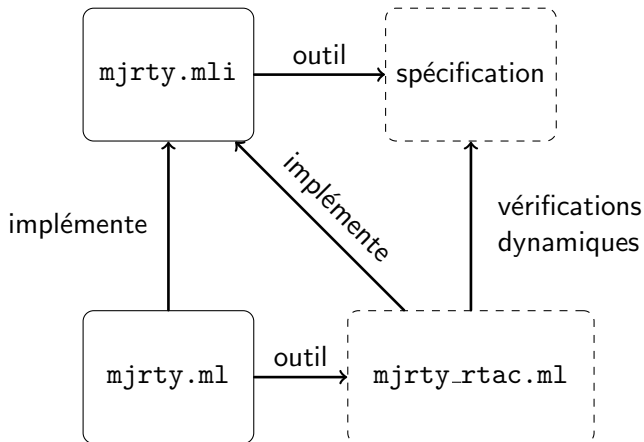 mjrty.mli
outil
spécification
implémente
implémente
vérifications
dynamiques
mjrty.ml
outil
mjrty_rtac.ml